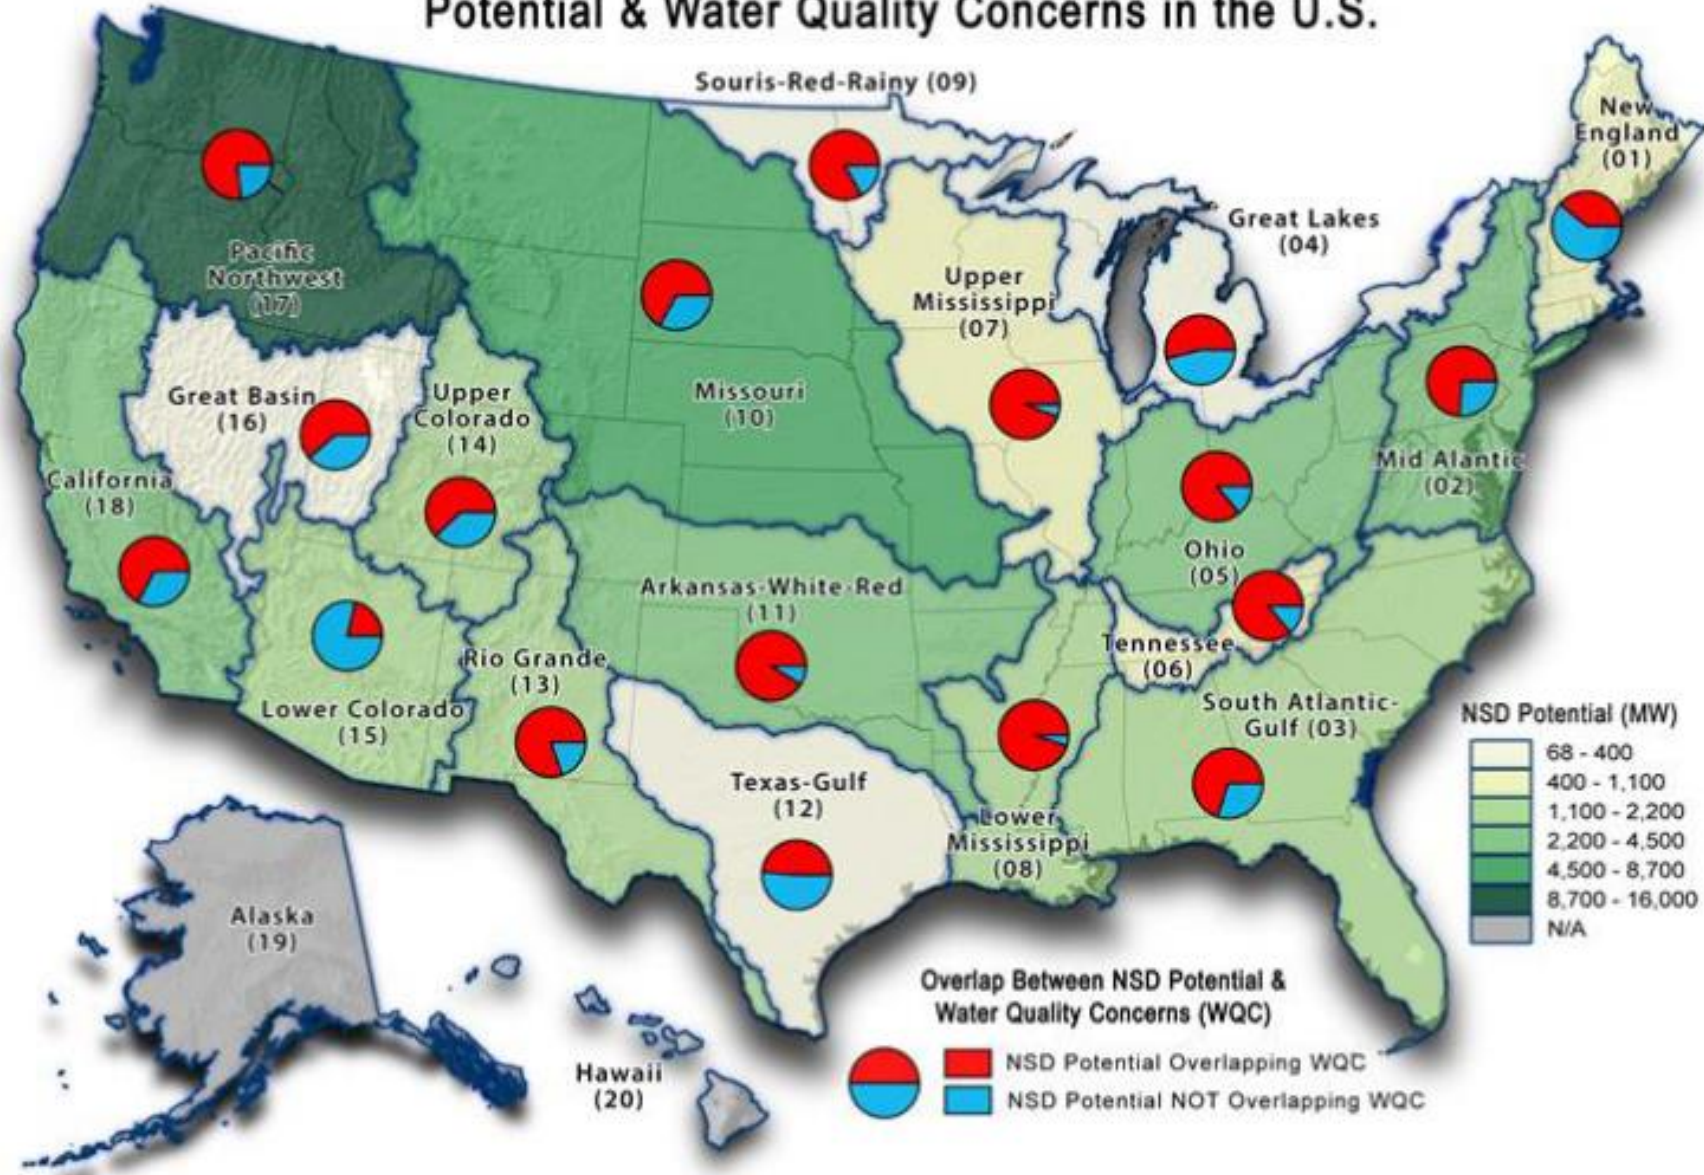 Potential & Water Quality Concerns in the U.S.
Souris-Red-Rainy (09)
New
England
(01)
Great Lakes
(04)
Pacific
Northwest
(17)
Upper
Mississippi
(07)
Great Basin
(16)
Upper
Colorado
(14)
Missouri
(10)
Mid Alantic
(02)
California
(18)
Ohio
(05)
Arkansas-White-Red
(11)
Tennessee
(06)
Rio Grande
(13)
Lower Colorado
(15)
South Atlantic-
Gulf (03)
Texas-Gulf
(12)
Lower
Mississippi
(08)
NSD Potential (MW)
68 - 400
400 - 1,100
1,100 - 2,200
2,200 - 4,500
4,500 - 8,700
8,700 - 16,000
N/A
Alaska
(19)
Hawaii
(20)
Overlap Between NSD Potential &
Water Quality Concerns (WQC)
NSD Potential Overlapping WQC
NSD Potential NOT Overlapping WQC